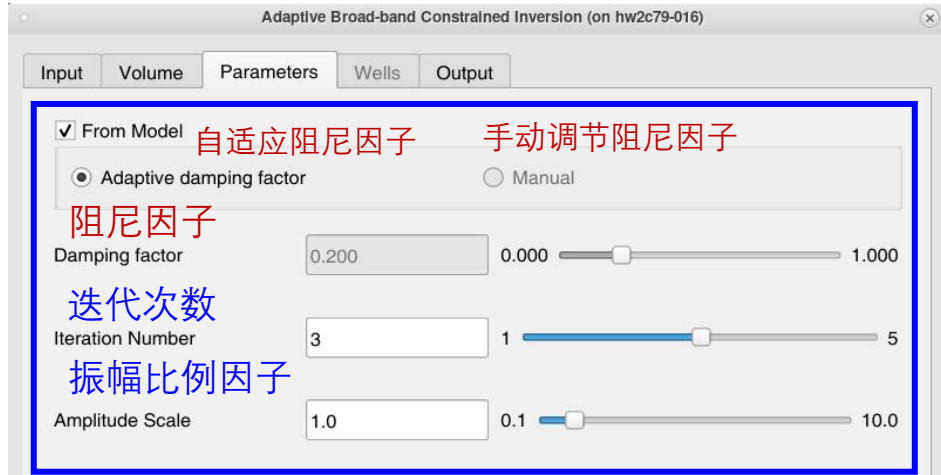 Adaptive Broad-band Constrained Inversion (on hw2c79-016)
Input Volume Parameters Wells Output
From Model 自适应阻尼因子 手动调节阻尼因子
Adaptive damping factor Manual
阻尼因子
Damping factor 0.200 0.000 1.000
迭代次数
Iteration Number 3 1 5
振幅比例因子
Amplitude Scale 1.0 0.1 10.0